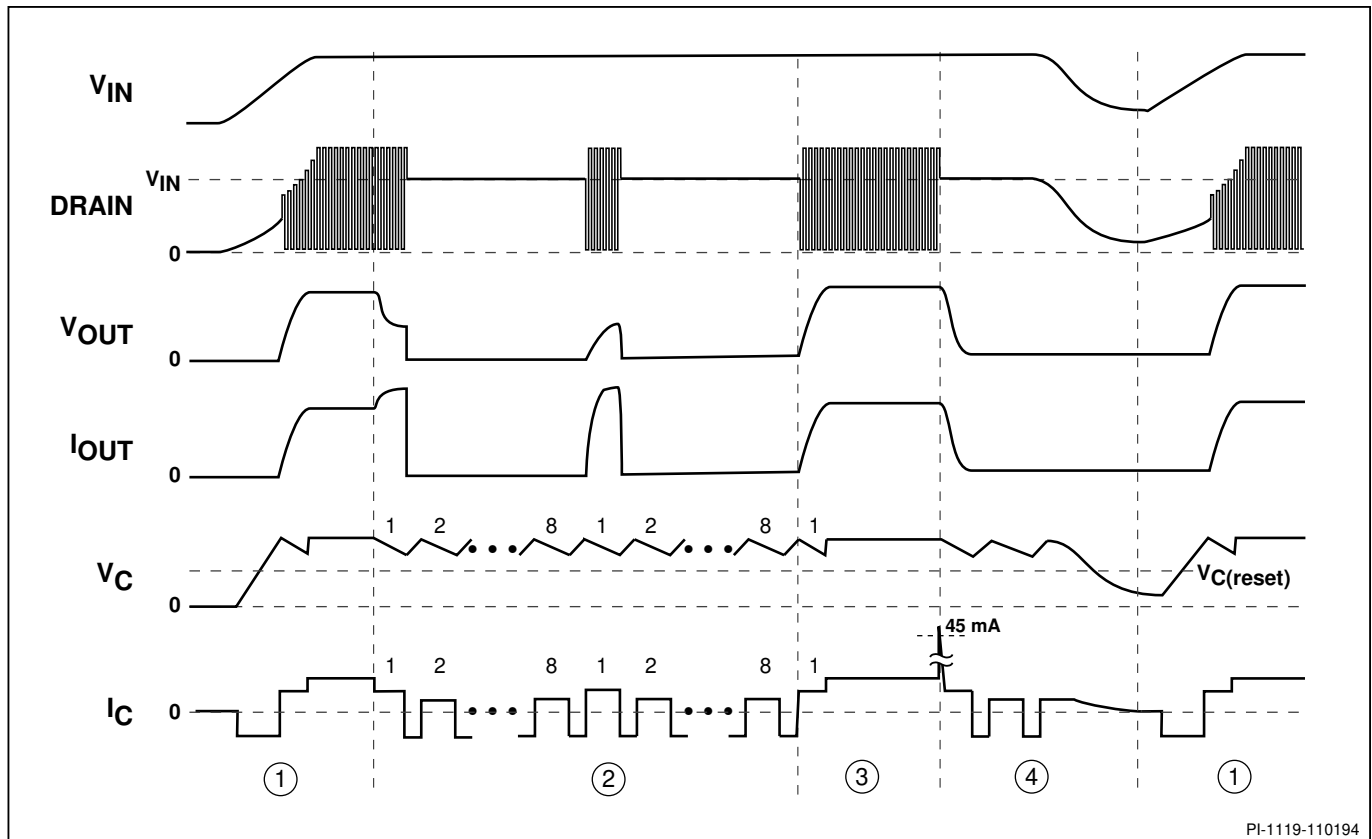 VIN
VIN
DRAIN
0
VOUT
0
IOUT
0
1 2 • • • 8 1 2 • • • 8 1
VC
VC(reset)
0
45 mA
1 2 • • • 8 1 2 • • • 8 1
IC
0
1 2 3 4 1
PI-1119-110194